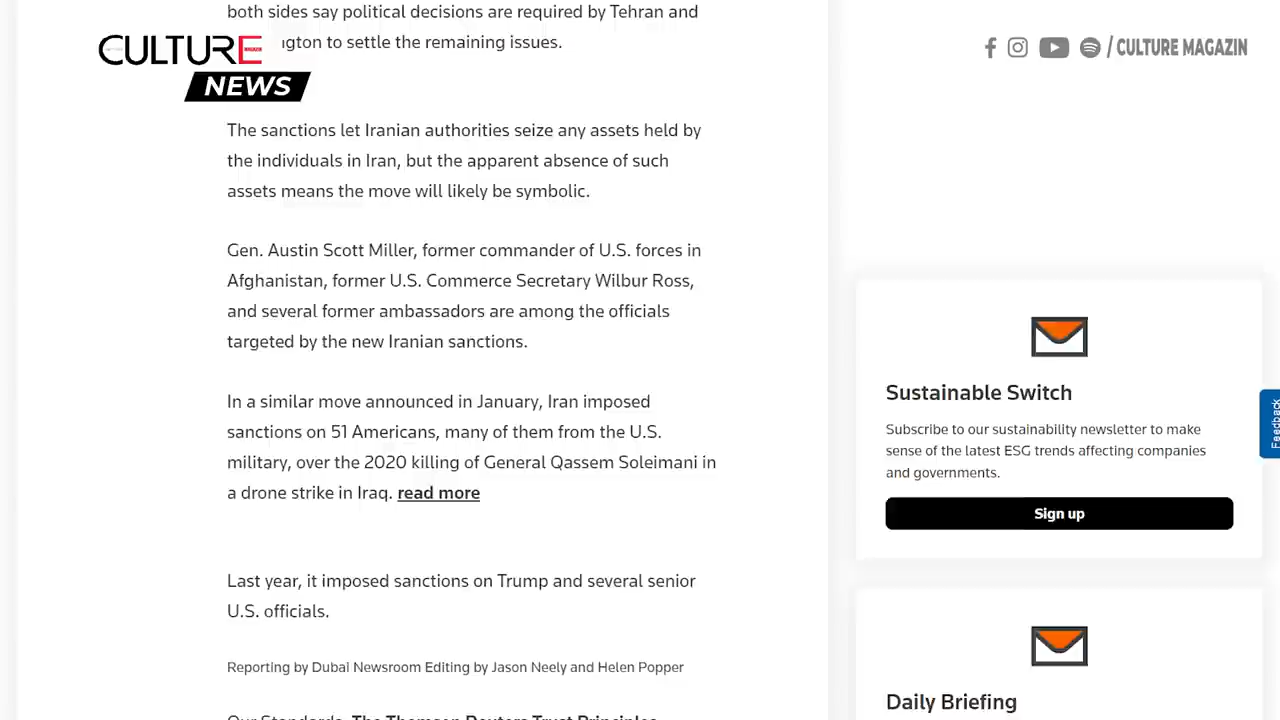 both sides say political decisions are required by Tehran and
CULTURE
to settle the remaining issues.
/ CULTURE MAGAZIN
NEWS
The sanctions let Iranian authorities seize any assets held by
the individuals in Iran, but the apparent absence of such
assets means the move will likely be symbolic.
Gen. Austin Scott Miller, former commander of U.S. forces in
Afghanistan, former U.S. Commerce Secretary Wilbur Ross,
and several former ambassadors are among the officials
targeted by the new Iranian sanctions.
In a similar move announced in January, Iran imposed
sanctions on 51 Americans, many of them from the U.S.
military, over the 2020 killing of General Qassem Soleimani in
a drone strike in Iraq. read more
Last year, it imposed sanctions on Trump and several senior
U.S. officials.
Reporting by Dubai Newsroom Editing by Jason Neely and Helen Popper
Our Standards: The Thomson Reuters Trust Principles.
Sustainable Switch
Subscribe to our sustainability newsletter to make
sense of the latest ESG trends affecting companies
and governments.
Sign up
Feedback
Daily Briefing